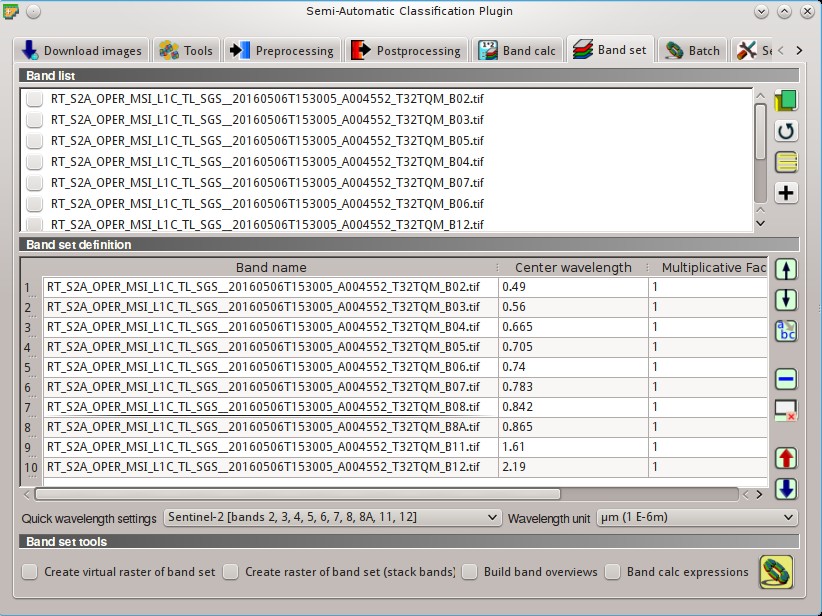 Semi-Automatic Classification Plugin
Download images Tools Preprocessing Postprocessing Band calc Band set Batch
Band list
RT_S2A_OPER_MSI_L1C_TL_SGS__20160506T153005_A004552_T32TQM_B02.tif
RT_S2A_OPER_MSI_L1C_TL_SGS__20160506T153005_A004552_T32TQM_B03.tif
RT_S2A_OPER_MSI_L1C_TL_SGS__20160506T153005_A004552_T32TQM_B05.tif
RT_S2A_OPER_MSI_L1C_TL_SGS__20160506T153005_A004552_T32TQM_B04.tif
RT_S2A_OPER_MSI_L1C_TL_SGS__20160506T153005_A004552_T32TQM_B07.tif
RT_S2A_OPER_MSI_L1C_TL_SGS__20160506T153005_A004552_T32TQM_B06.tif
RT_S2A_OPER_MSI_L1C_TL_SGS__20160506T153005_A004552_T32TQM_B12.tif
Band set definition
Band name Center wavelength Multiplicative Fac
1 RT_S2A_OPER_MSI_L1C_TL_SGS__20160506T153005_A004552_T32TQM_B02.tif 0.49 1
2 RT_S2A_OPER_MSI_L1C_TL_SGS__20160506T153005_A004552_T32TQM_B03.tif 0.56 1
3 RT_S2A_OPER_MSI_L1C_TL_SGS__20160506T153005_A004552_T32TQM_B04.tif 0.665 1
4 RT_S2A_OPER_MSI_L1C_TL_SGS__20160506T153005_A004552_T32TQM_B05.tif 0.705 1
5 RT_S2A_OPER_MSI_L1C_TL_SGS__20160506T153005_A004552_T32TQM_B06.tif 0.74 1
6 RT_S2A_OPER_MSI_L1C_TL_SGS__20160506T153005_A004552_T32TQM_B07.tif 0.783 1
7 RT_S2A_OPER_MSI_L1C_TL_SGS__20160506T153005_A004552_T32TQM_B08.tif 0.842 1
8 RT_S2A_OPER_MSI_L1C_TL_SGS__20160506T153005_A004552_T32TQM_B8A.tif 0.865 1
9 RT_S2A_OPER_MSI_L1C_TL_SGS__20160506T153005_A004552_T32TQM_B11.tif 1.61 1
10 RT_S2A_OPER_MSI_L1C_TL_SGS__20160506T153005_A004552_T32TQM_B12.tif 2.19 1
Quick wavelength settings Sentinel-2 [bands 2, 3, 4, 5, 6, 7, 8, 8A, 11, 12] Wavelength unit µm (1 E-6m)
Band set tools
Create virtual raster of band set Create raster of band set (stack bands) Build band overviews Band calc expressions